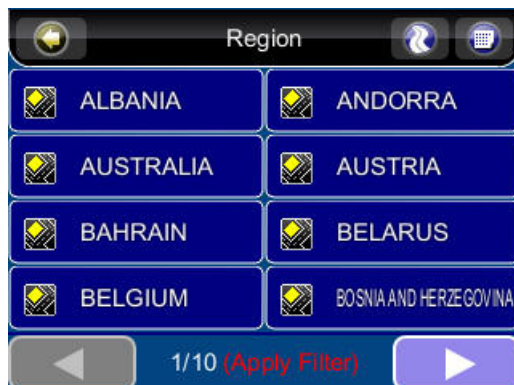 Region
ALBANIA
ANDORRA
AUSTRALIA
AUSTRIA
BAHRAIN
BELARUS
BELGIUM
BOSNIA AND HERZEGOVINA
1/10 (Apply Filter)